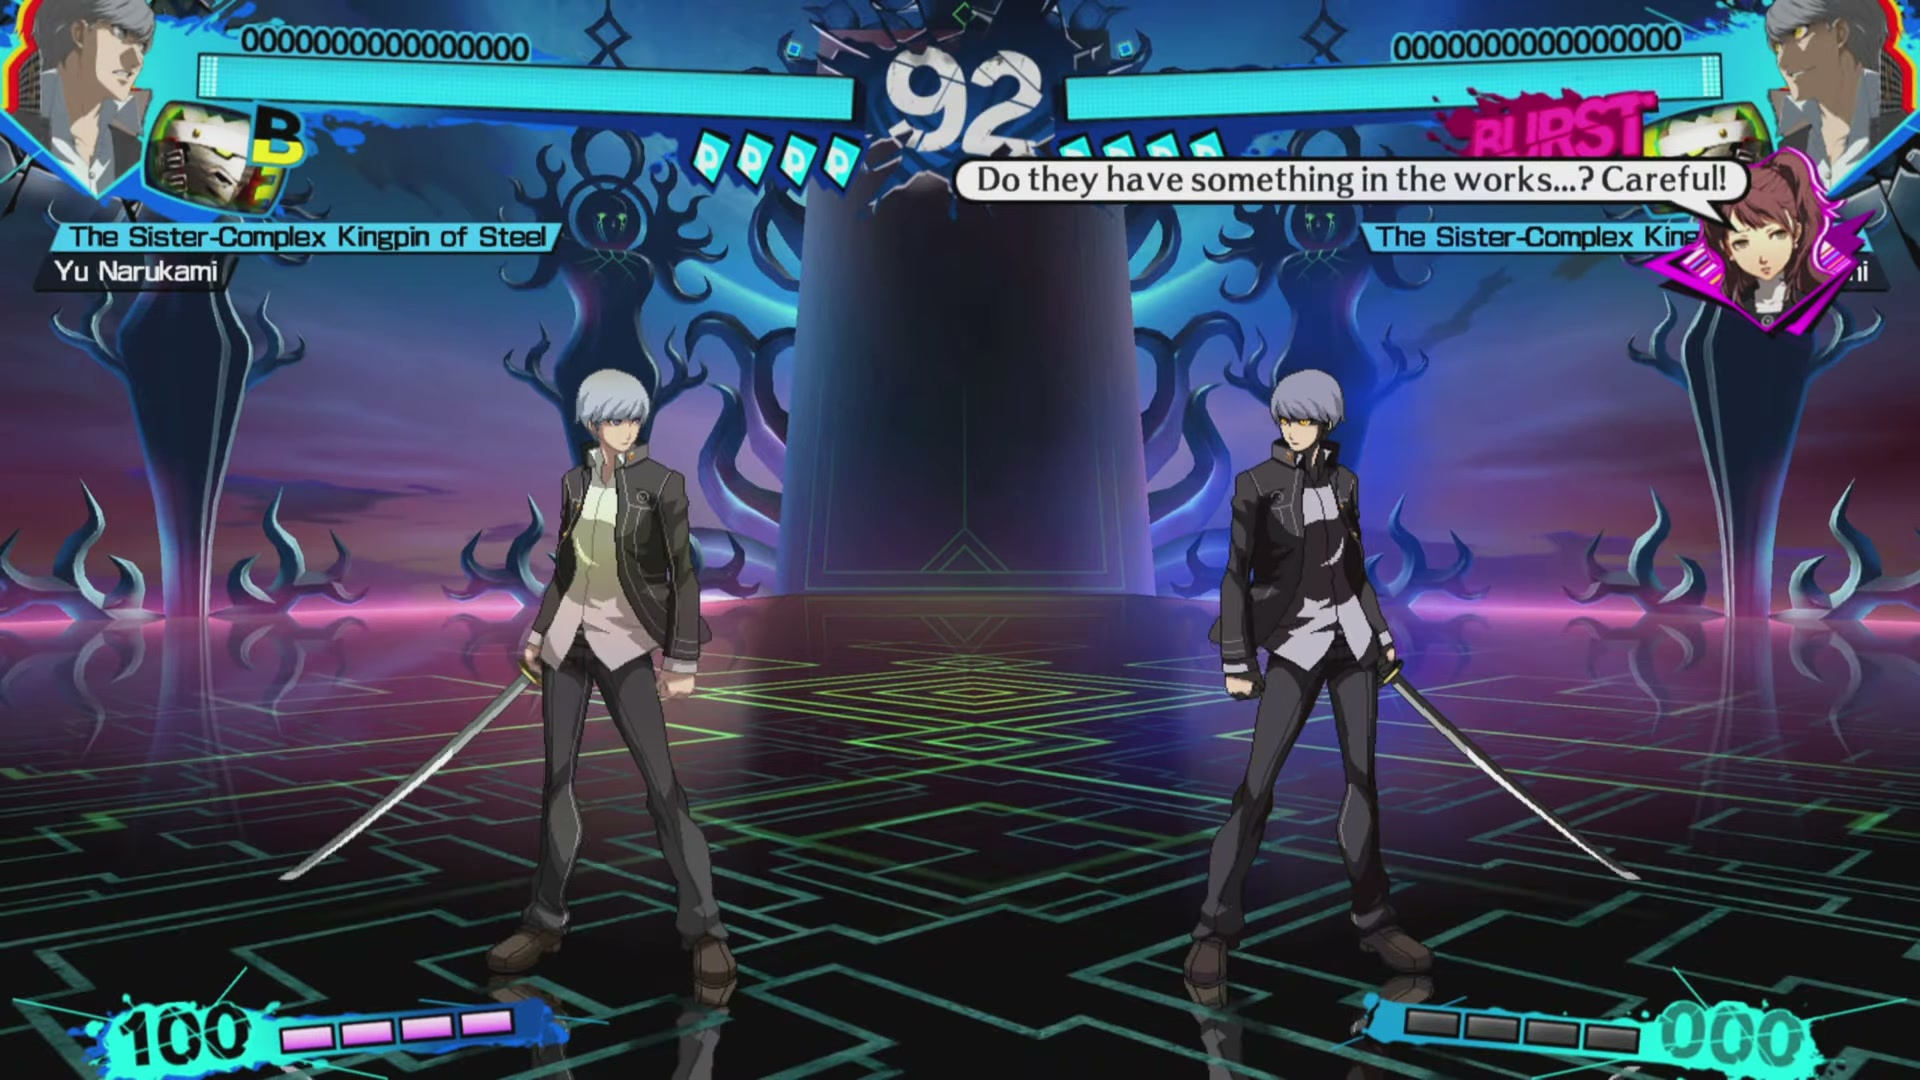 0000000000000000
92
0000000000000000
B
BURST
P P P P
P P P P
Do they have something in the works...? Careful!
The Sister-Complex Kingpin of Steel
The Sister-Complex King
Yu Narukami
ni
100
000